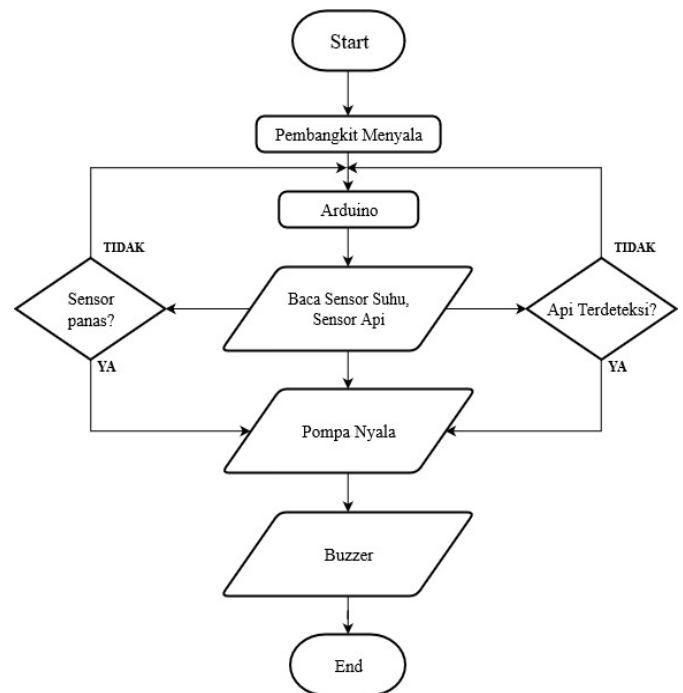 Start
Pembangkit Menyala
Arduino
TIDAK
TIDAK
Sensor
panas?
Baca Sensor Suhu,
Sensor Api
Api Terdeteksi?
YA
YA
Pompa Nyala
Buzzer
End